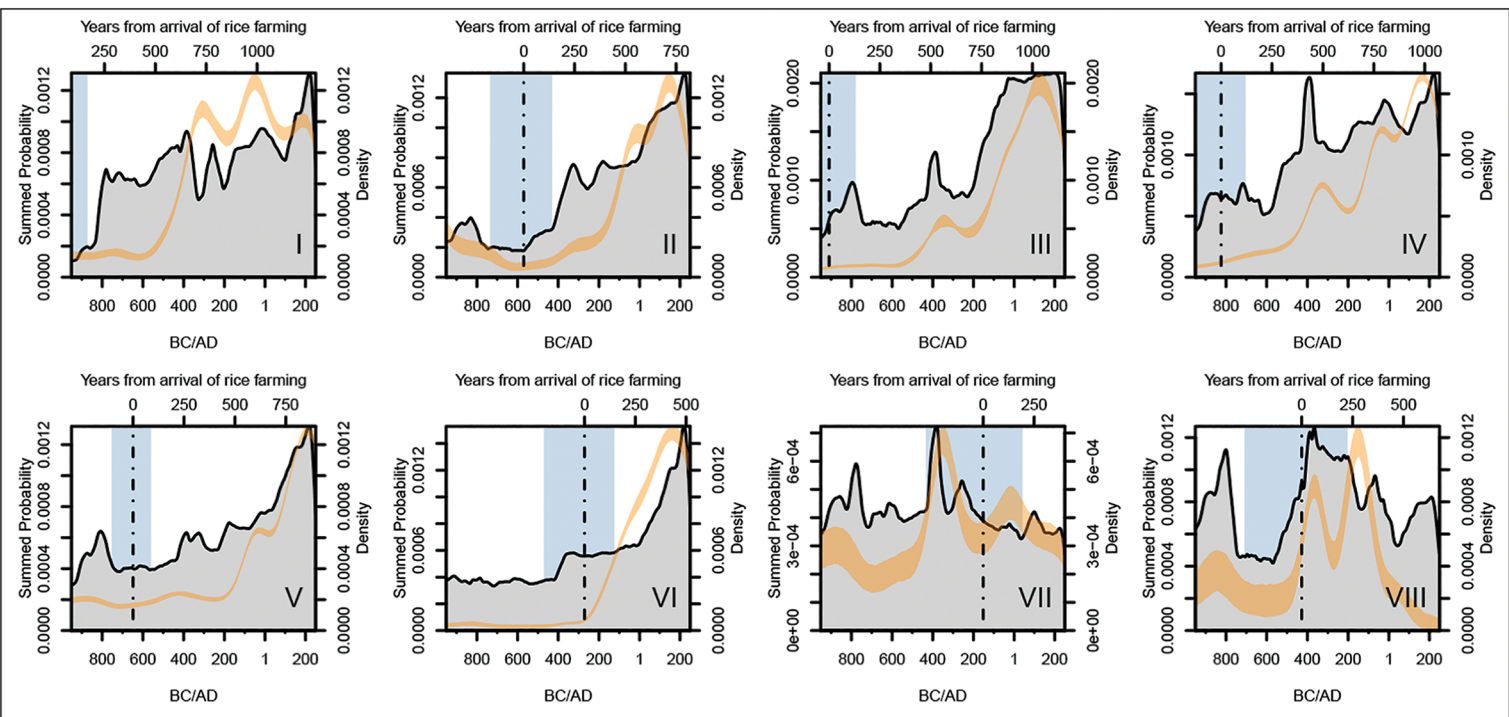 Years from arrival of rice farming
250 500 750 1000
Summed Probability
0.0000 0.0004 0.0008 0.0012
I
0.0000 0.0004 0.0008 0.0012
Density
800 600 400 200 1 200
BC/AD
Years from arrival of rice farming
0 250 500 750
Summed Probability
0.0000 0.0006 0.0012
II
0.0000 0.0006 0.0012
Density
800 600 400 200 1 200
BC/AD
Years from arrival of rice farming
0 250 500 750 1000
Summed Probability
0.0000 0.0010 0.0020
III
0.0000 0.0010 0.0020
Density
800 600 400 200 1 200
BC/AD
Years from arrival of rice farming
0 250 500 750 1000
Summed Probability
0.0000 0.0010
IV
0.0000 0.0010
Density
800 600 400 200 1 200
BC/AD
Years from arrival of rice farming
0 250 500 750
Summed Probability
0.0000 0.0004 0.0008 0.0012
V
0.0000 0.0004 0.0008 0.0012
Density
800 600 400 200 1 200
BC/AD
Years from arrival of rice farming
0 250 500
Summed Probability
0.0000 0.0006 0.0012
VI
0.0000 0.0006 0.0012
Density
800 600 400 200 1 200
BC/AD
Years from arrival of rice farming
0 250
Summed Probability
0e+00 3e−04 6e−04
VII
0e+00 3e−04 6e−04
Density
800 600 400 200 1 200
BC/AD
Years from arrival of rice farming
0 250 500
Summed Probability
0.0000 0.0004 0.0008 0.0012
VIII
0.0000 0.0004 0.0008 0.0012
Density
800 600 400 200 1 200
BC/AD